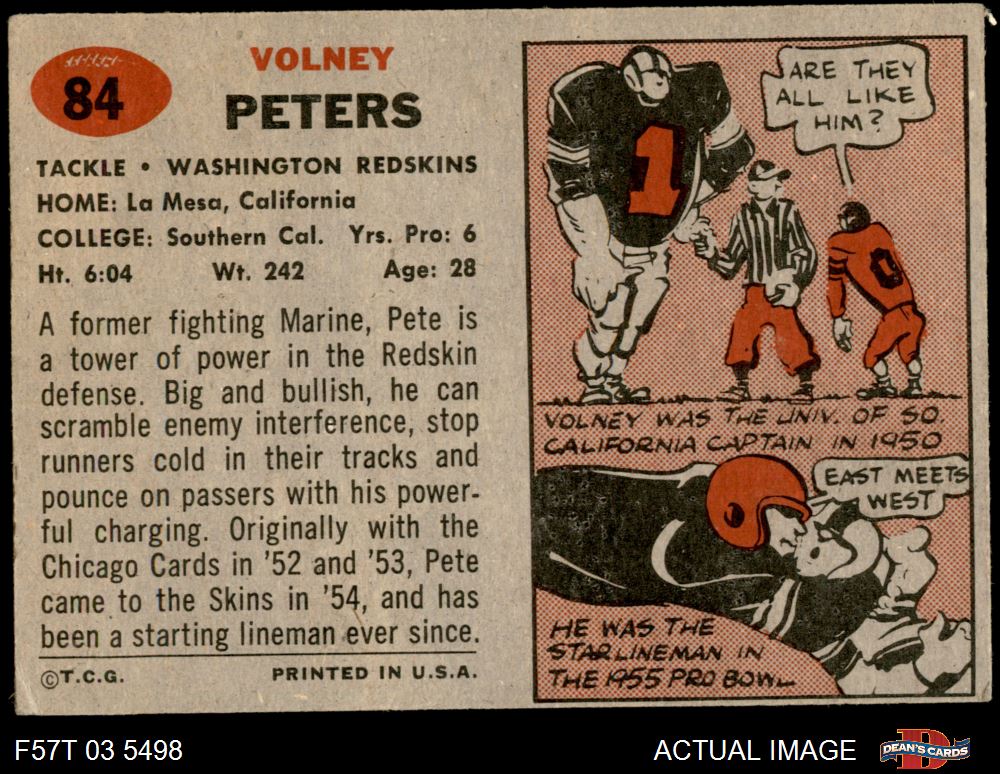 84
VOLNEY
PETERS
TACKLE • WASHINGTON REDSKINS
HOME: La Mesa, California
COLLEGE: Southern Cal. Yrs. Pro: 6
Ht. 6:04 Wt. 242 Age: 28
A former fighting Marine, Pete is
a tower of power in the Redskin
defense. Big and bullish, he can
scramble enemy interference, stop
runners cold in their tracks and
pounce on passers with his power-
ful charging. Originally with the
Chicago Cards in '52 and '53, Pete
came to the Skins in '54, and has
been a starting lineman ever since.
©T.C.G. PRINTED IN U.S.A.
ARE THEY
ALL LIKE
HIM?
1
0
VOLNEY WAS THE UNIV. OF SO.
CALIFORNIA CAPTAIN IN 1950
EAST MEETS
WEST
HE WAS THE
STAR LINEMAN IN
THE 1955 PRO BOWL
F57T 03 5498
ACTUAL IMAGE
DEAN'S CARDS